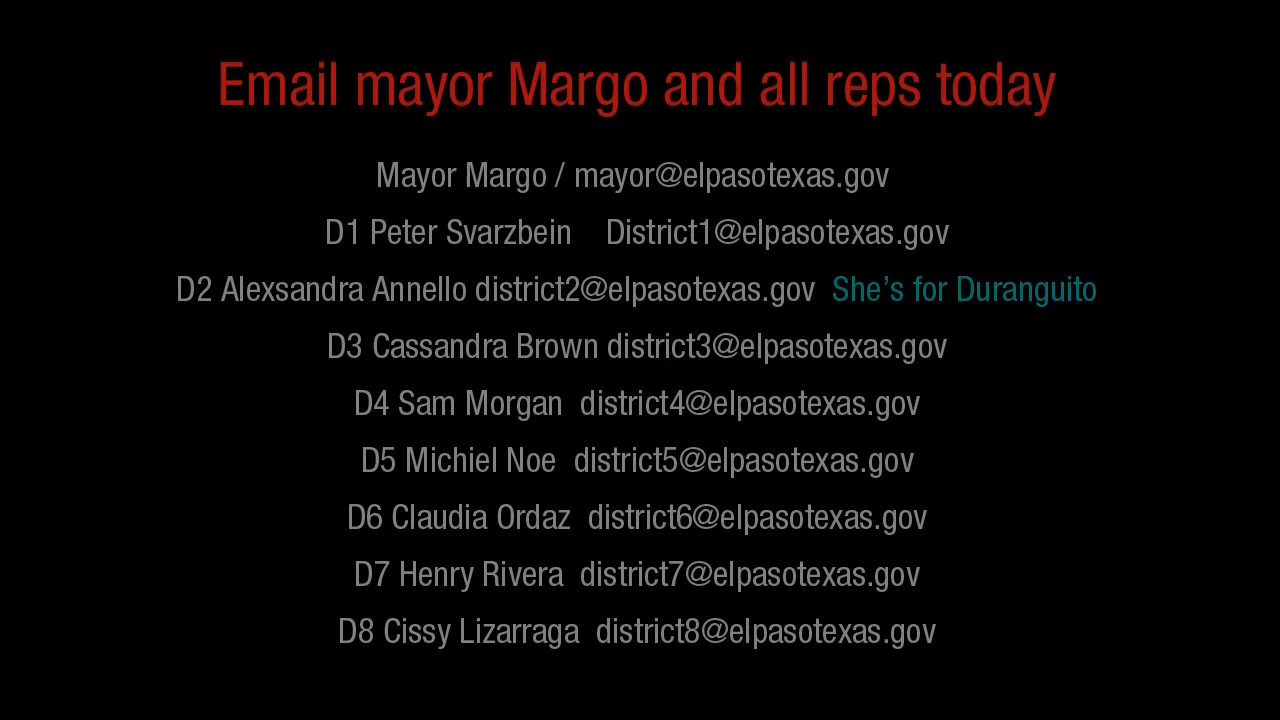 Email mayor Margo and all reps today
Mayor Margo / mayor@elpasotexas.gov
D1 Peter Svarzbein District1@elpasotexas.gov
D2 Alexsandra Annello district2@elpasotexas.gov She's for Duranguito
D3 Cassandra Brown district3@elpasotexas.gov
D4 Sam Morgan district4@elpasotexas.gov
D5 Michiel Noe district5@elpasotexas.gov
D6 Claudia Ordaz district6@elpasotexas.gov
D7 Henry Rivera district7@elpasotexas.gov
D8 Cissy Lizarraga district8@elpasotexas.gov